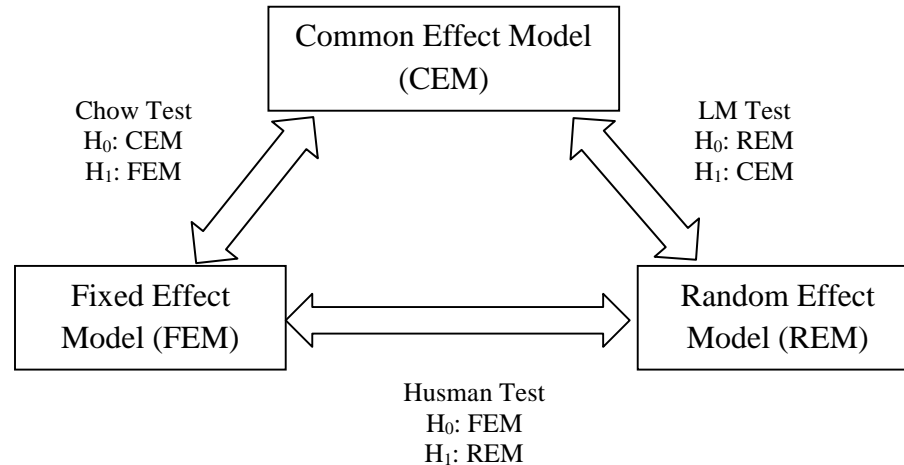 Common Effect Model
(CEM)
Chow Test
H₀: CEM
H₁: FEM
LM Test
H₀: REM
H₁: CEM
Fixed Effect
Model (FEM)
Random Effect
Model (REM)
Husman Test
H₀: FEM
H₁: REM